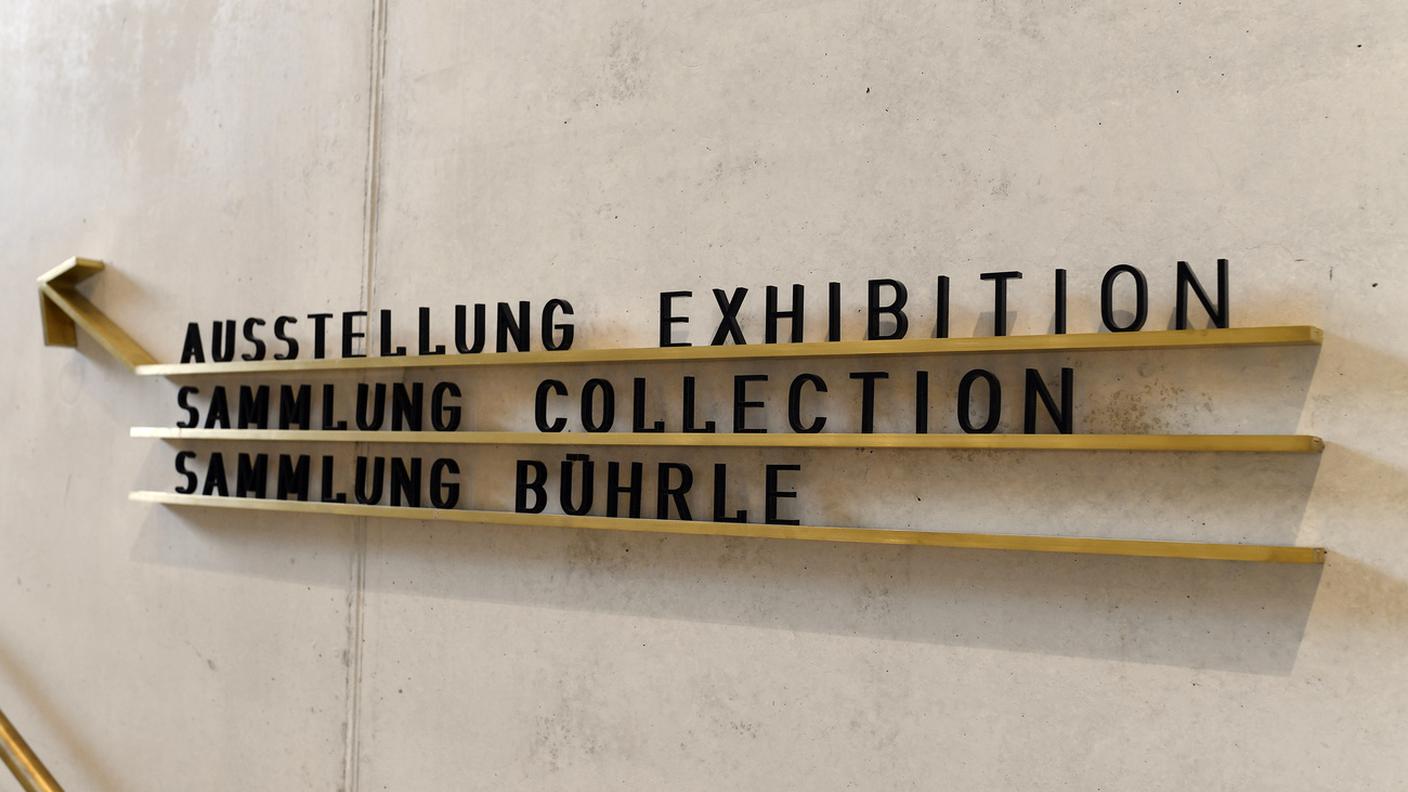 AUSSTELLUNG EXHIBITION
SAMMLUNG COLLECTION
SAMMLUNG BÜHRLE